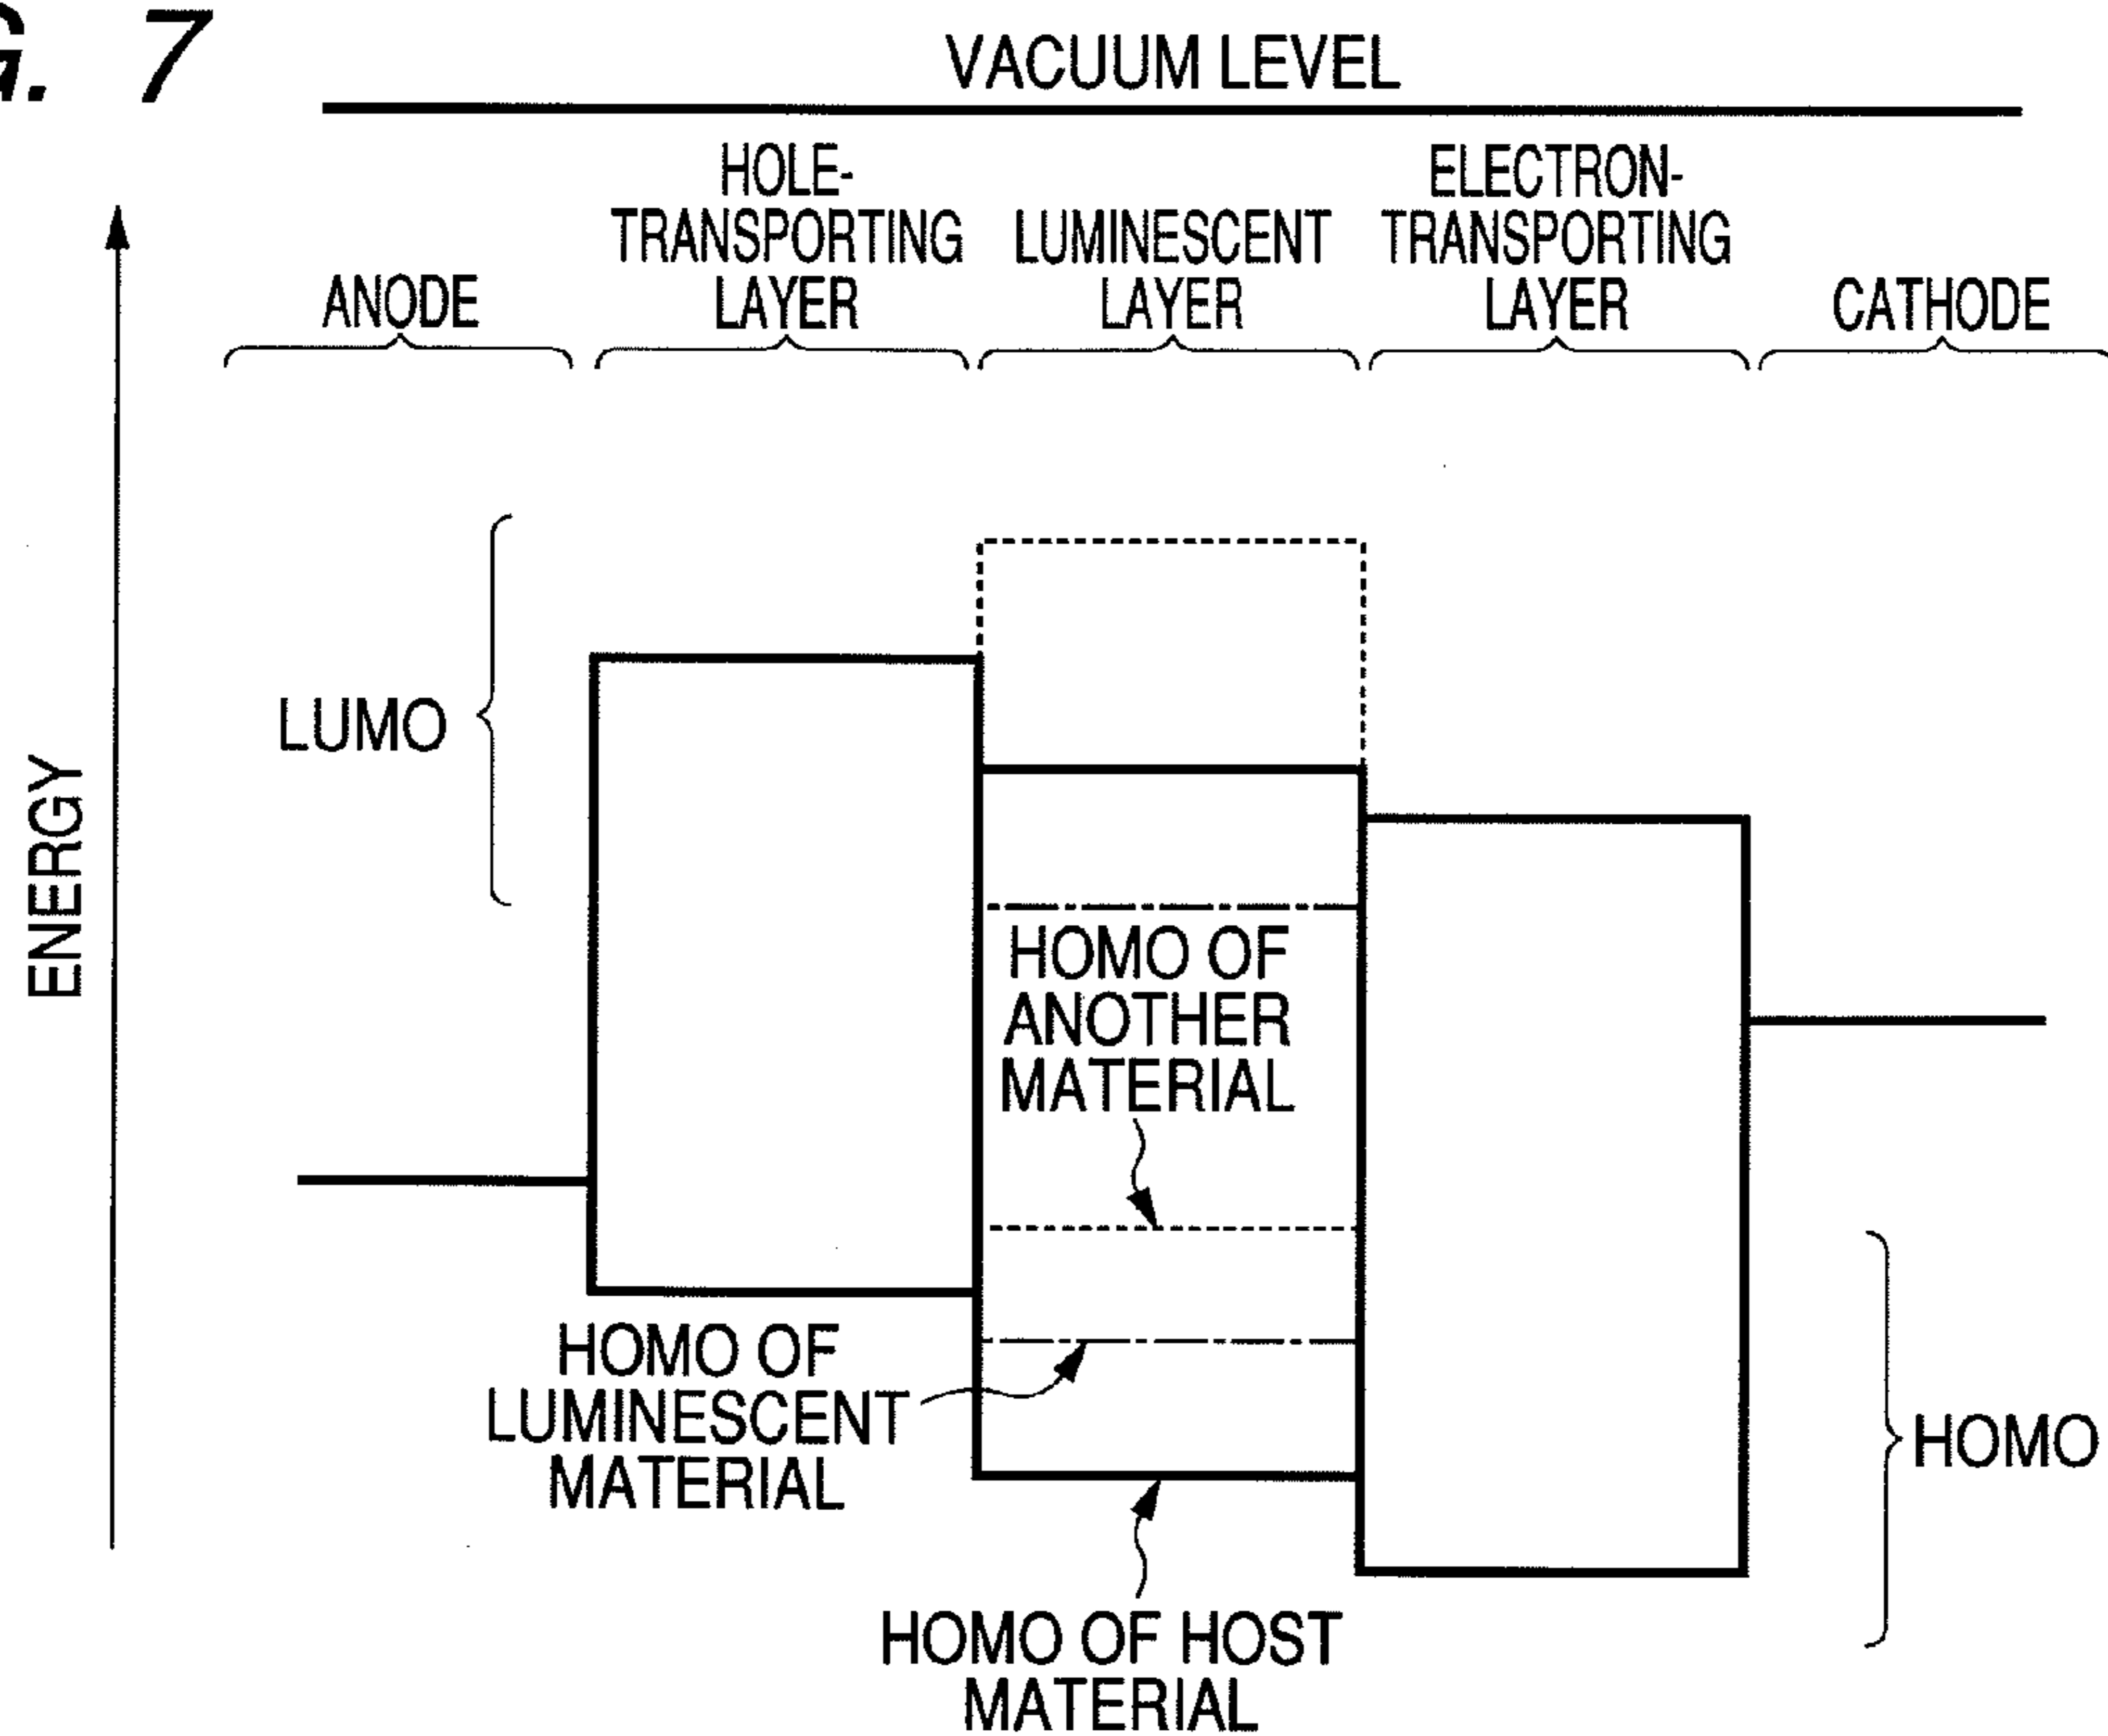 G. 7
VACUUM LEVEL
HOLE-
TRANSPORTING
LAYER
LUMINESCENT
LAYER
ELECTRON-
TRANSPORTING
LAYER
ANODE
CATHODE
LUMO
ENERGY
HOMO OF
ANOTHER
MATERIAL
HOMO OF
LUMINESCENT
MATERIAL
HOMO
HOMO OF HOST
MATERIAL